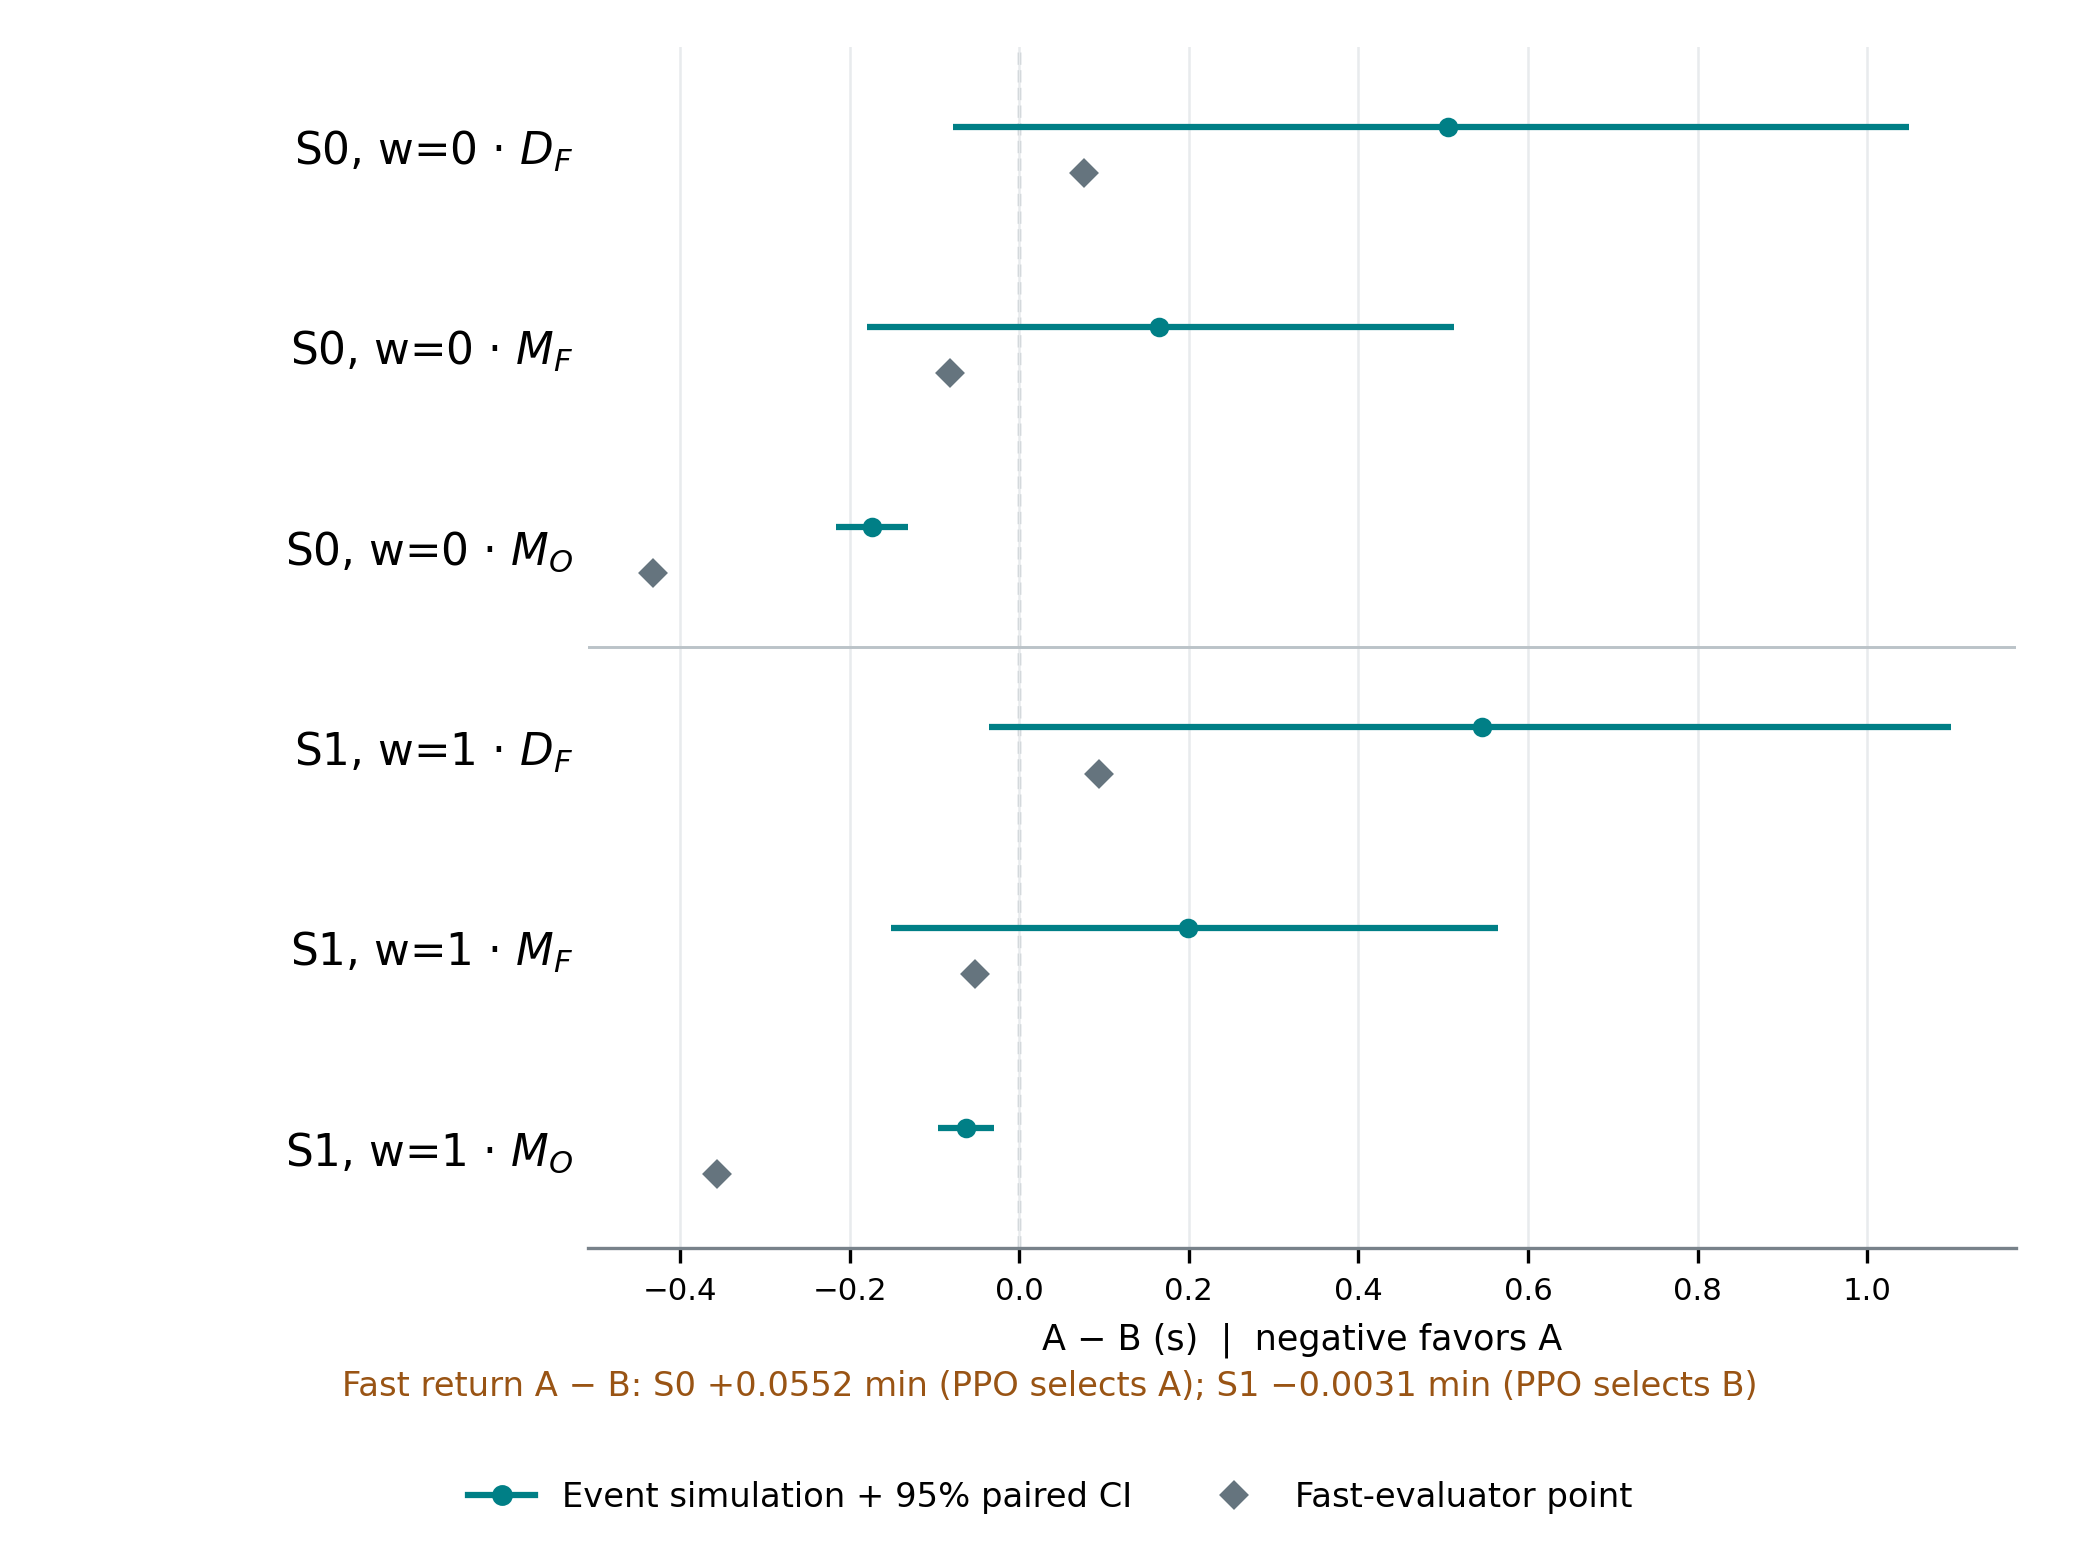 S0, w=0 · D_F
S0, w=0 · M_F
S0, w=0 · M_O
S1, w=1 · D_F
S1, w=1 · M_F
S1, w=1 · M_O
−0.4 −0.2 0.0 0.2 0.4 0.6 0.8 1.0
A − B (s) | negative favors A
Fast return A − B: S0 +0.0552 min (PPO selects A); S1 −0.0031 min (PPO selects B)
Event simulation + 95% paired CI Fast-evaluator point